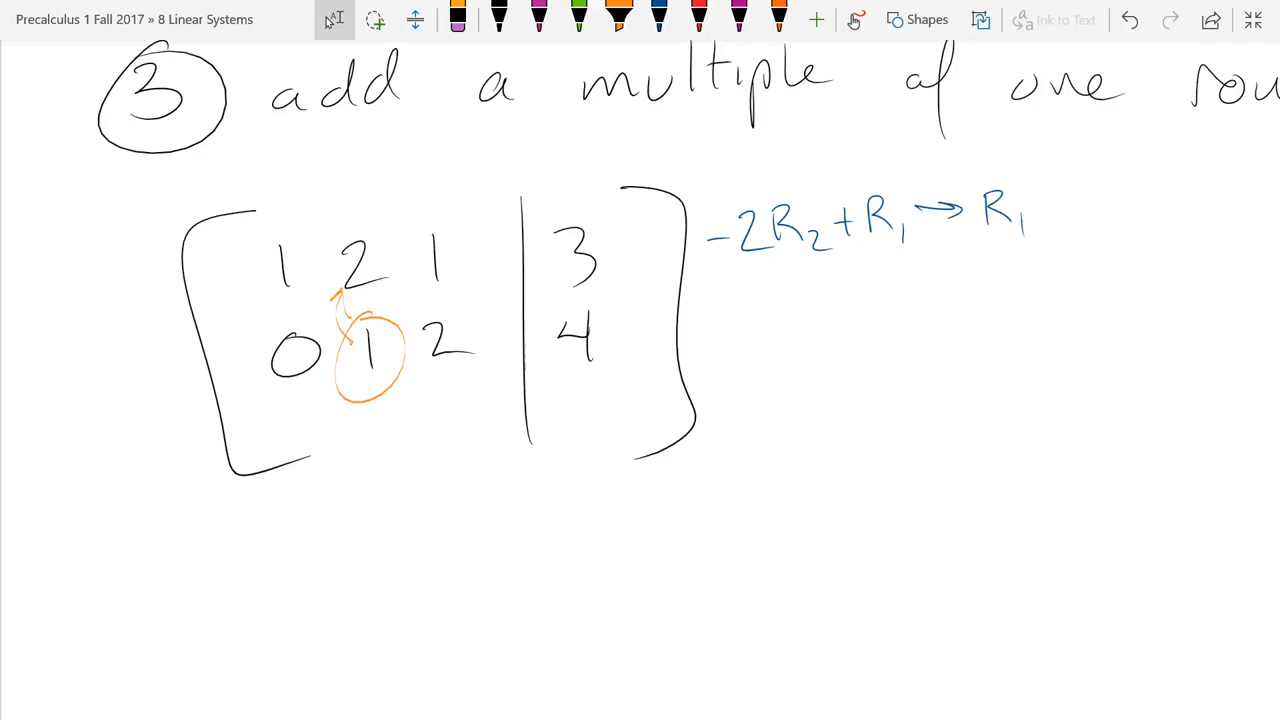 Precalculus 1 Fall 2017 » 8 Linear Systems
Shapes
Ink to Text
3 add a multiple of one
1 2 1 | 3 -2R₂+R₁→R₁
0 1 2 | 4